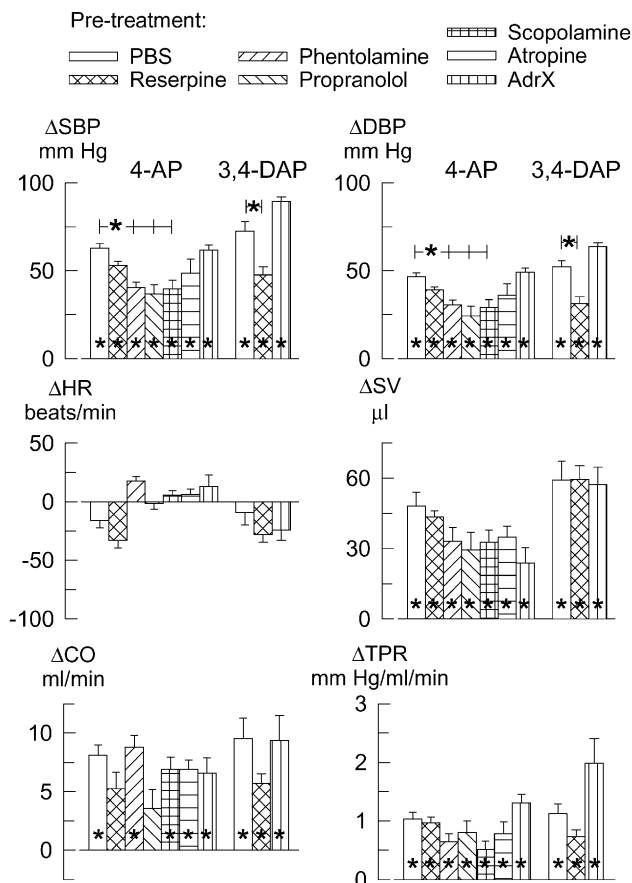 Pre-treatment:
PBS
Reserpine
Phentolamine
Propranolol
Scopolamine
Atropine
AdrX
ΔSBP
mm Hg
4-AP
3,4-DAP
100
50
0
*
*
* * * * * * * * * *
ΔDBP
mm Hg
4-AP
3,4-DAP
100
50
0
*
*
* * * * * * * * * *
ΔHR
beats/min
50
0
-50
-100
ΔSV
μl
60
30
0
* * * * * * * * * *
ΔCO
ml/min
10
5
0
* * * * * * * *
ΔTPR
mm Hg/ml/min
3
2
1
0
* * * * * * * * * *